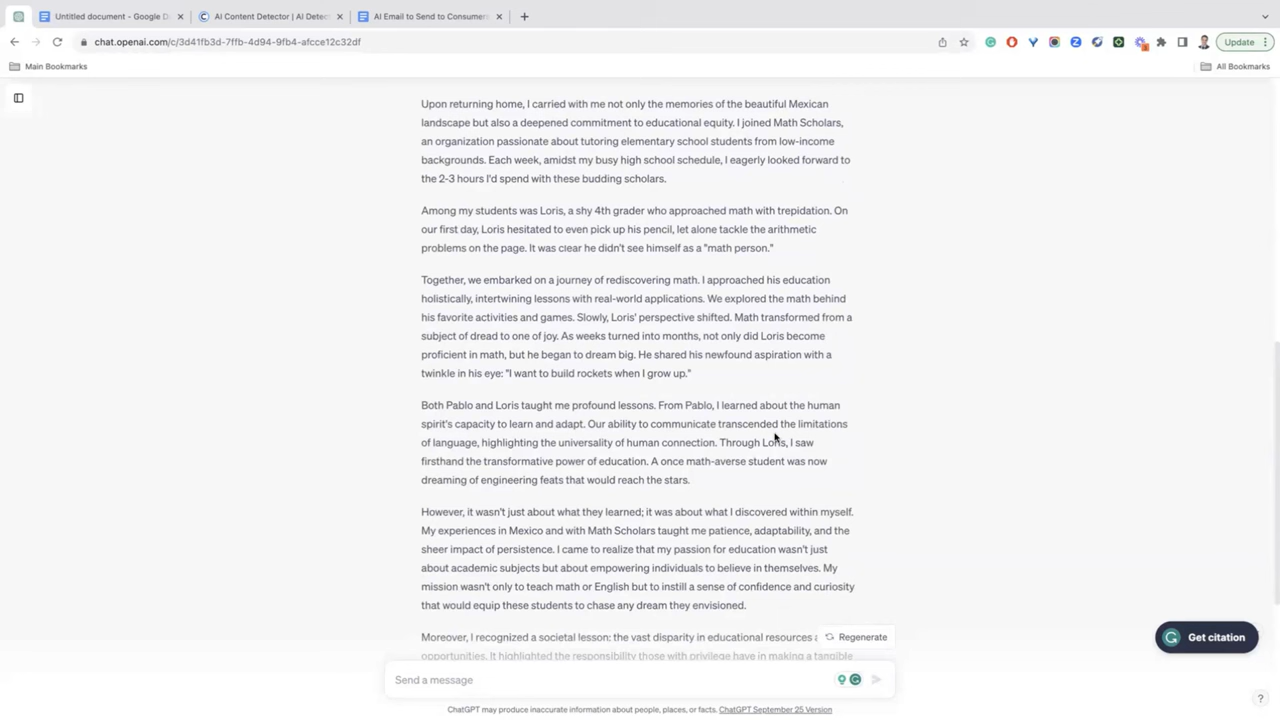 Untitled document - Google D
AI Content Detector | AI Detec
AI Email to Send to Consumers
chat.openai.com/c/3d41fb3d-7ffb-4d94-9fb4-afcce12c32df
Update
Main Bookmarks
All Bookmarks
Upon returning home, I carried with me not only the memories of the beautiful Mexican
landscape but also a deepened commitment to educational equity. I joined Math Scholars,
an organization passionate about tutoring elementary school students from low-income
backgrounds. Each week, amidst my busy high school schedule, I eagerly looked forward to
the 2-3 hours I'd spend with these budding scholars.
Among my students was Loris, a shy 4th grader who approached math with trepidation. On
our first day, Loris hesitated to even pick up his pencil, let alone tackle the arithmetic
problems on the page. It was clear he didn't see himself as a "math person."
Together, we embarked on a journey of rediscovering math. I approached his education
holistically, intertwining lessons with real-world applications. We explored the math behind
his favorite activities and games. Slowly, Loris' perspective shifted. Math transformed from a
subject of dread to one of joy. As weeks turned into months, not only did Loris become
proficient in math, but he began to dream big. He shared his newfound aspiration with a
twinkle in his eye: "I want to build rockets when I grow up."
Both Pablo and Loris taught me profound lessons. From Pablo, I learned about the human
spirit's capacity to learn and adapt. Our ability to communicate transcended the limitations
of language, highlighting the universality of human connection. Through Loris, I saw
firsthand the transformative power of education. A once math-averse student was now
dreaming of engineering feats that would reach the stars.
However, it wasn't just about what they learned; it was about what I discovered within myself.
My experiences in Mexico and with Math Scholars taught me patience, adaptability, and the
sheer impact of persistence. I came to realize that my passion for education wasn't just
about academic subjects but about empowering individuals to believe in themselves. My
mission wasn't only to teach math or English but to instill a sense of confidence and curiosity
that would equip these students to chase any dream they envisioned.
Moreover, I recognized a societal lesson: the vast disparity in educational resources a
Regenerate
Get citation
opportunities. It highlighted the responsibility those with privilege have in making a tangible
Send a message
ChatGPT may produce inaccurate information about people, places, or facts. ChatGPT September 25 Version